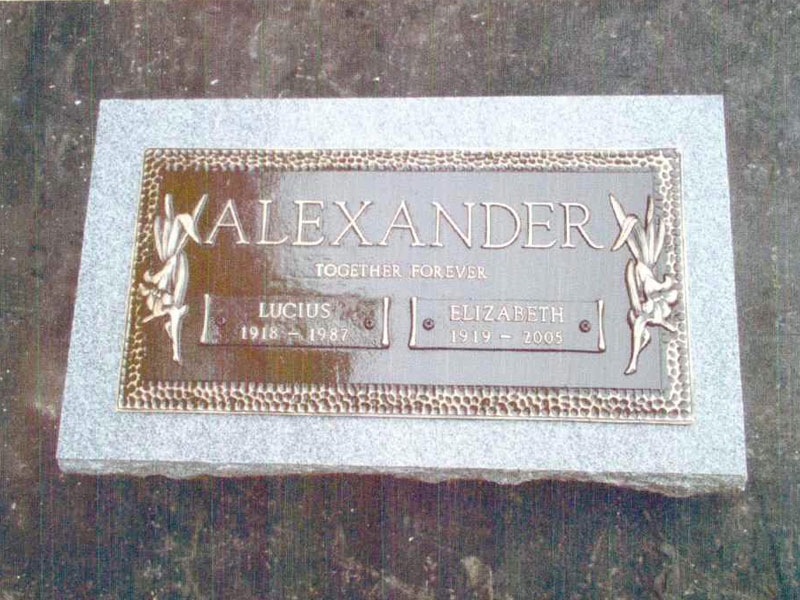 ALEXANDER
TOGETHER FOREVER
LUCIUS
1918 - 1987
ELIZABETH
1919 - 2005